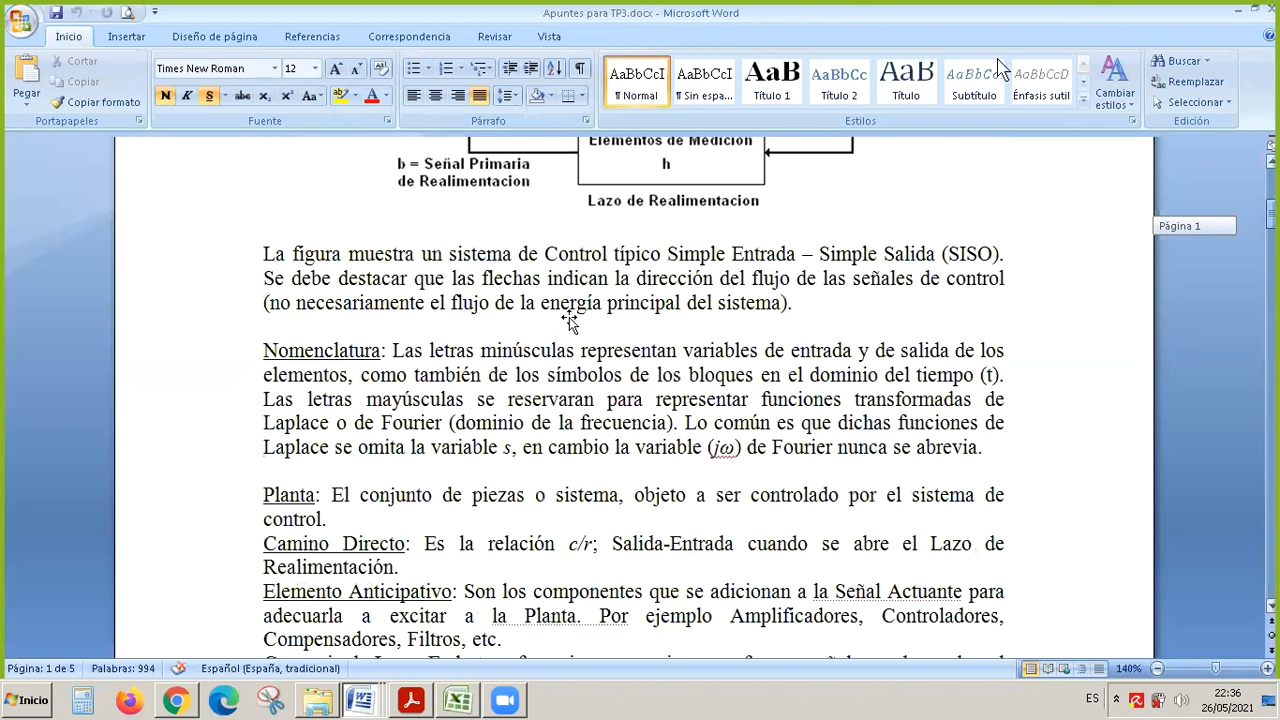 Apuntes para TP3.docx - Microsoft Word
Inicio Insertar Diseño de página Referencias Correspondencia Revisar Vista
Pegar
Cortar
Copiar
Copiar formato
Portapapeles
Times New Roman 12
N K S abc x₂ x² Aa
Fuente
Párrafo
AaBbCcI AaBbCcI AaB AaBbCc AaB AaBbCc AaBbCcD
¶ Normal ¶ Sin espa... Título 1 Título 2 Título Subtítulo Énfasis sutil
Estilos
Cambiar estilos
Buscar
Reemplazar
Seleccionar
Edición
Elementos de Medicion
h
b = Señal Primaria
de Realimentacion
Lazo de Realimentacion
Página 1
La figura muestra un sistema de Control típico Simple Entrada – Simple Salida (SISO).
Se debe destacar que las flechas indican la dirección del flujo de las señales de control
(no necesariamente el flujo de la energía principal del sistema).
Nomenclatura: Las letras minúsculas representan variables de entrada y de salida de los
elementos, como también de los símbolos de los bloques en el dominio del tiempo (t).
Las letras mayúsculas se reservaran para representar funciones transformadas de
Laplace o de Fourier (dominio de la frecuencia). Lo común es que dichas funciones de
Laplace se omita la variable s, en cambio la variable (jω) de Fourier nunca se abrevia.
Planta: El conjunto de piezas o sistema, objeto a ser controlado por el sistema de
control.
Camino Directo: Es la relación c/r; Salida-Entrada cuando se abre el Lazo de
Realimentación.
Elemento Anticipativo: Son los componentes que se adicionan a la Señal Actuante para
adecuarla a excitar a la Planta. Por ejemplo Amplificadores, Controladores,
Compensadores, Filtros, etc.
Página: 1 de 5 Palabras: 994 Español (España, tradicional) 140%
Inicio
ES
22:36
26/05/2021